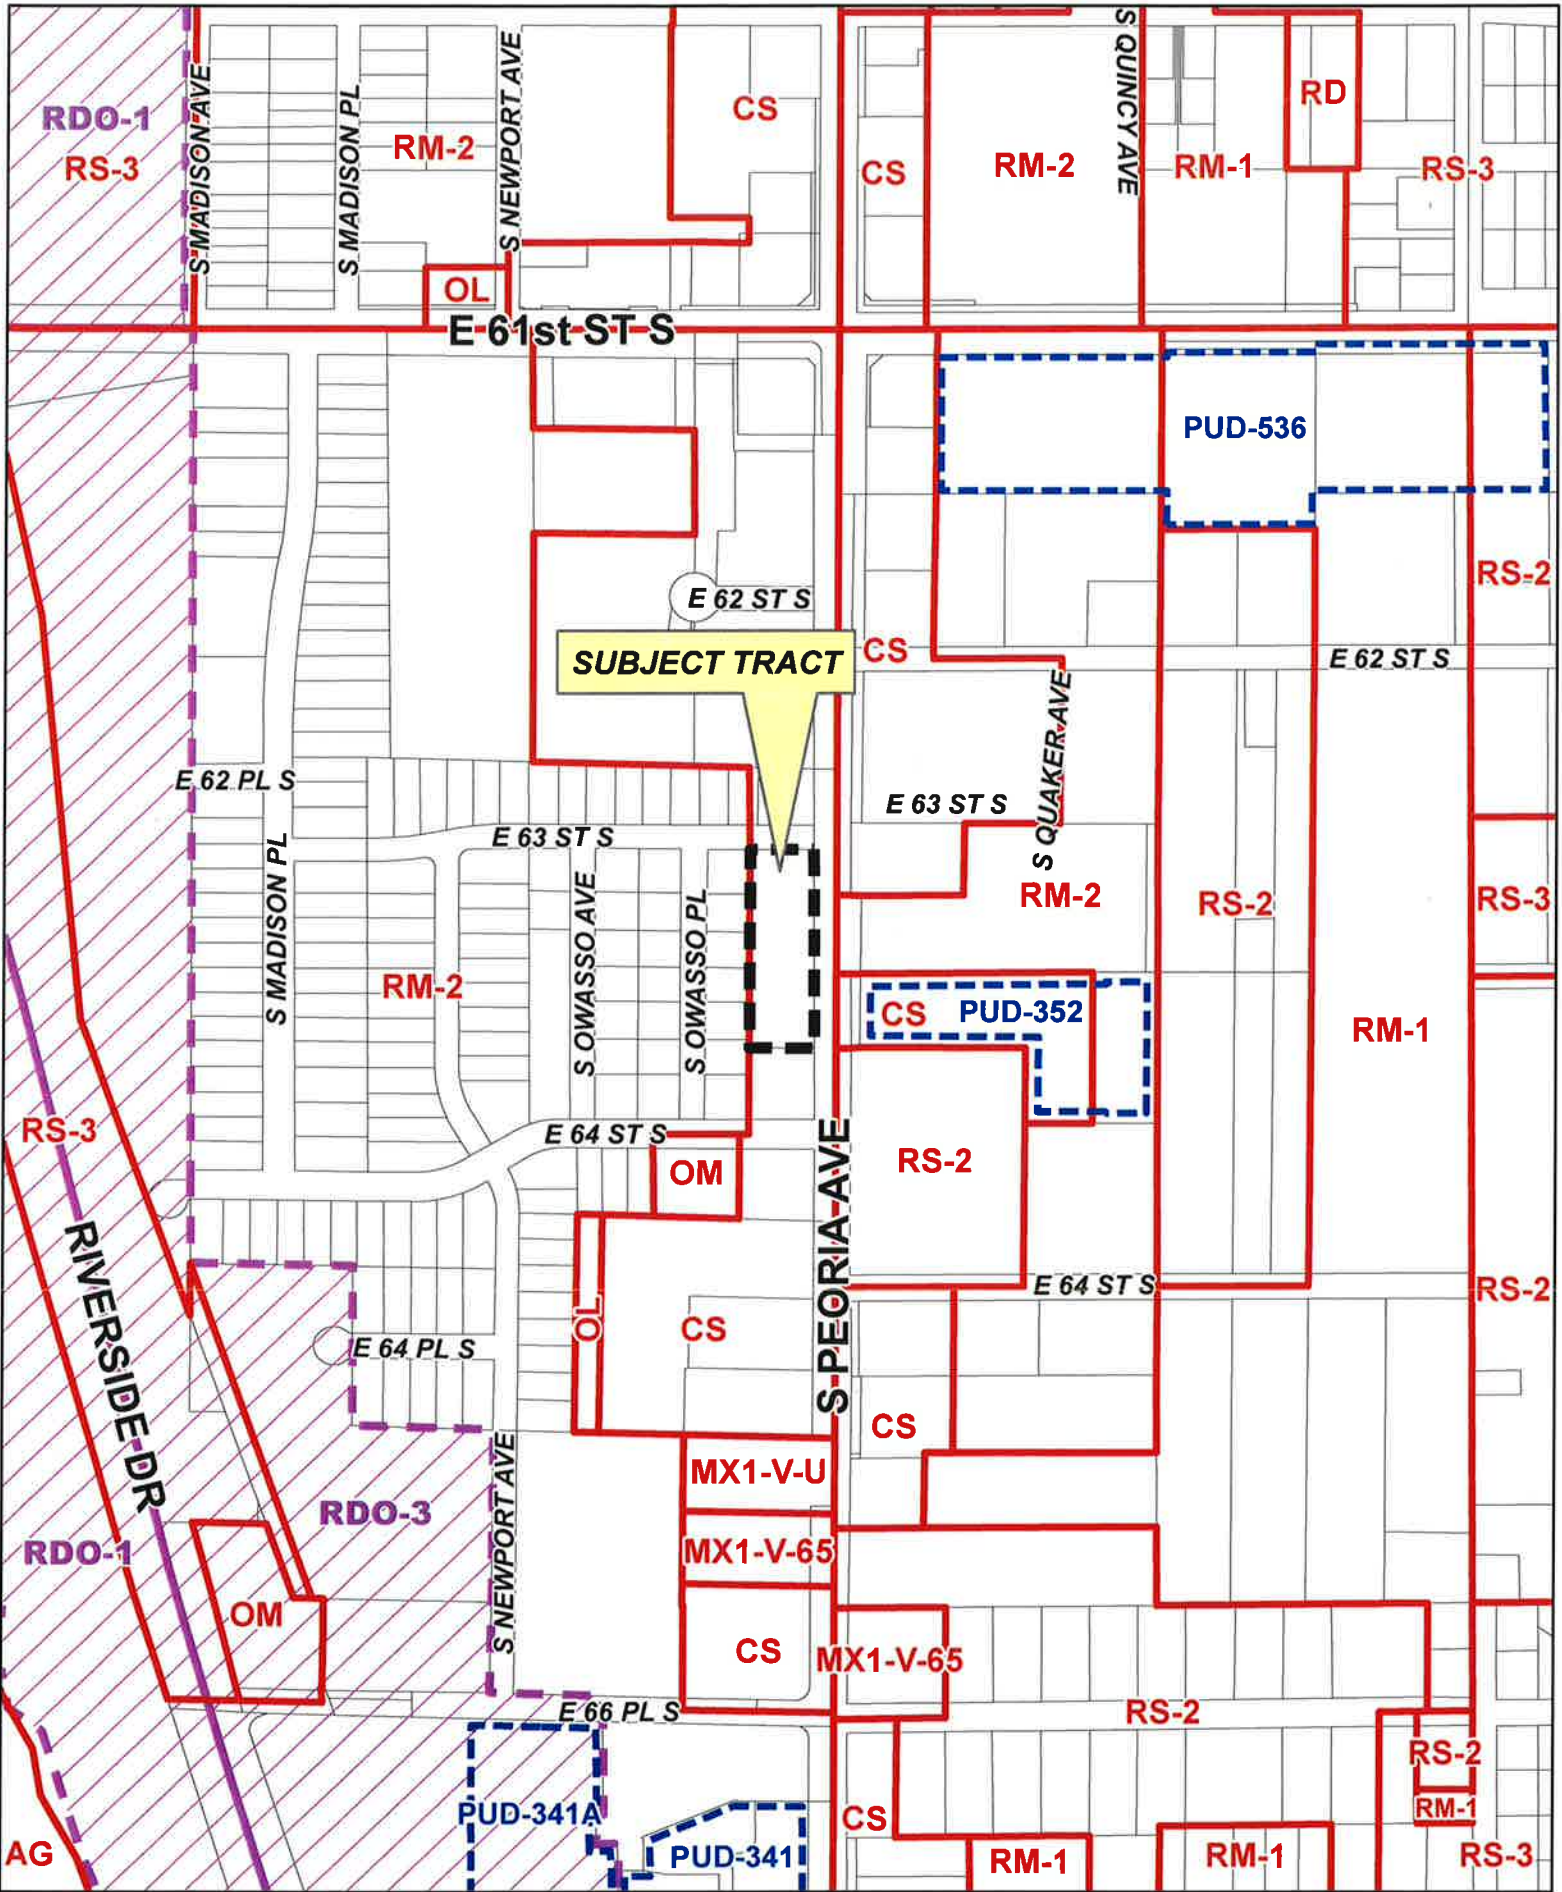 S MADISON AVE
S MADISON PL
S NEWPORT AVE
S QUINCY AVE
RDO-1
RS-3
RM-2
CS
CS
RM-2
RM-1
RD
RS-3
OL
E 61st ST S
PUD-536
RS-2
E 62 ST S
SUBJECT TRACT
CS
E 62 ST S
S QUAKER AVE
E 62 PL S
E 63 ST S
E 63 ST S
S MADISON PL
S OWASSO AVE
S OWASSO PL
RM-2
RM-2
RS-2
RS-3
CS
PUD-352
RM-1
RS-3
E 64 ST S
OM
RS-2
S PEORIA AVE
RIVERSIDE DR
E 64 ST S
RS-2
OL
CS
E 64 PL S
CS
S NEWPORT AVE
MX1-V-U
RDO-3
RDO-1
MX1-V-65
OM
CS
MX1-V-65
E 66 PL S
RS-2
RS-2
PUD-341A
CS
RM-1
AG
PUD-341
RM-1
RM-1
RS-3